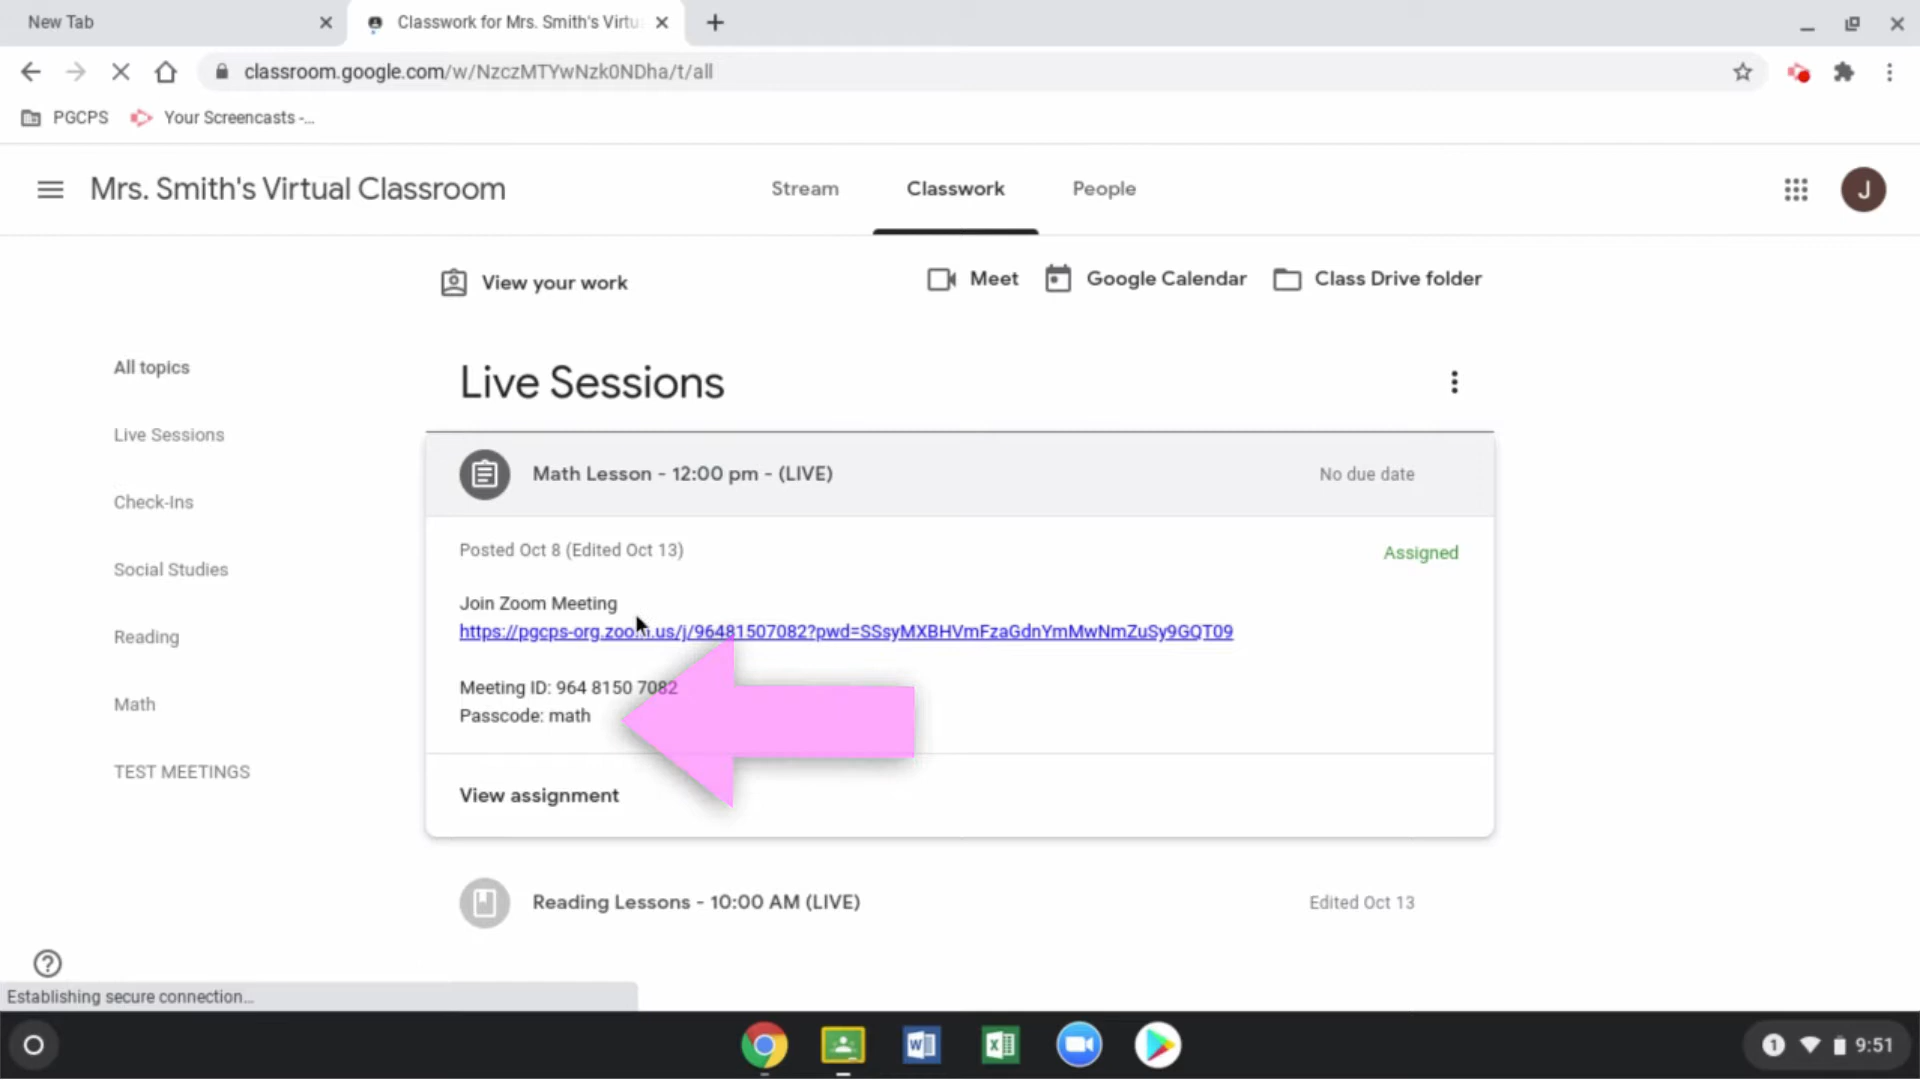 New Tab
Classwork for Mrs. Smith's Virtu
classroom.google.com/w/NzczMTYwNzk0NDha/t/all
PGCPS
Your Screencasts -...
Mrs. Smith's Virtual Classroom
Stream
Classwork
People
J
View your work
Meet
Google Calendar
Class Drive folder
All topics
Live Sessions
Check-Ins
Social Studies
Reading
Math
TEST MEETINGS
Live Sessions
Math Lesson - 12:00 pm - (LIVE)
No due date
Posted Oct 8 (Edited Oct 13)
Assigned
Join Zoom Meeting
https://pgcps-org.zoom.us/j/96481507082?pwd=SSsyMXBHVmFzaGdnYmMwNmZuSy9GQT09
Meeting ID: 964 8150 7082
Passcode: math
View assignment
Reading Lessons - 10:00 AM (LIVE)
Edited Oct 13
Establishing secure connection...
1
9:51